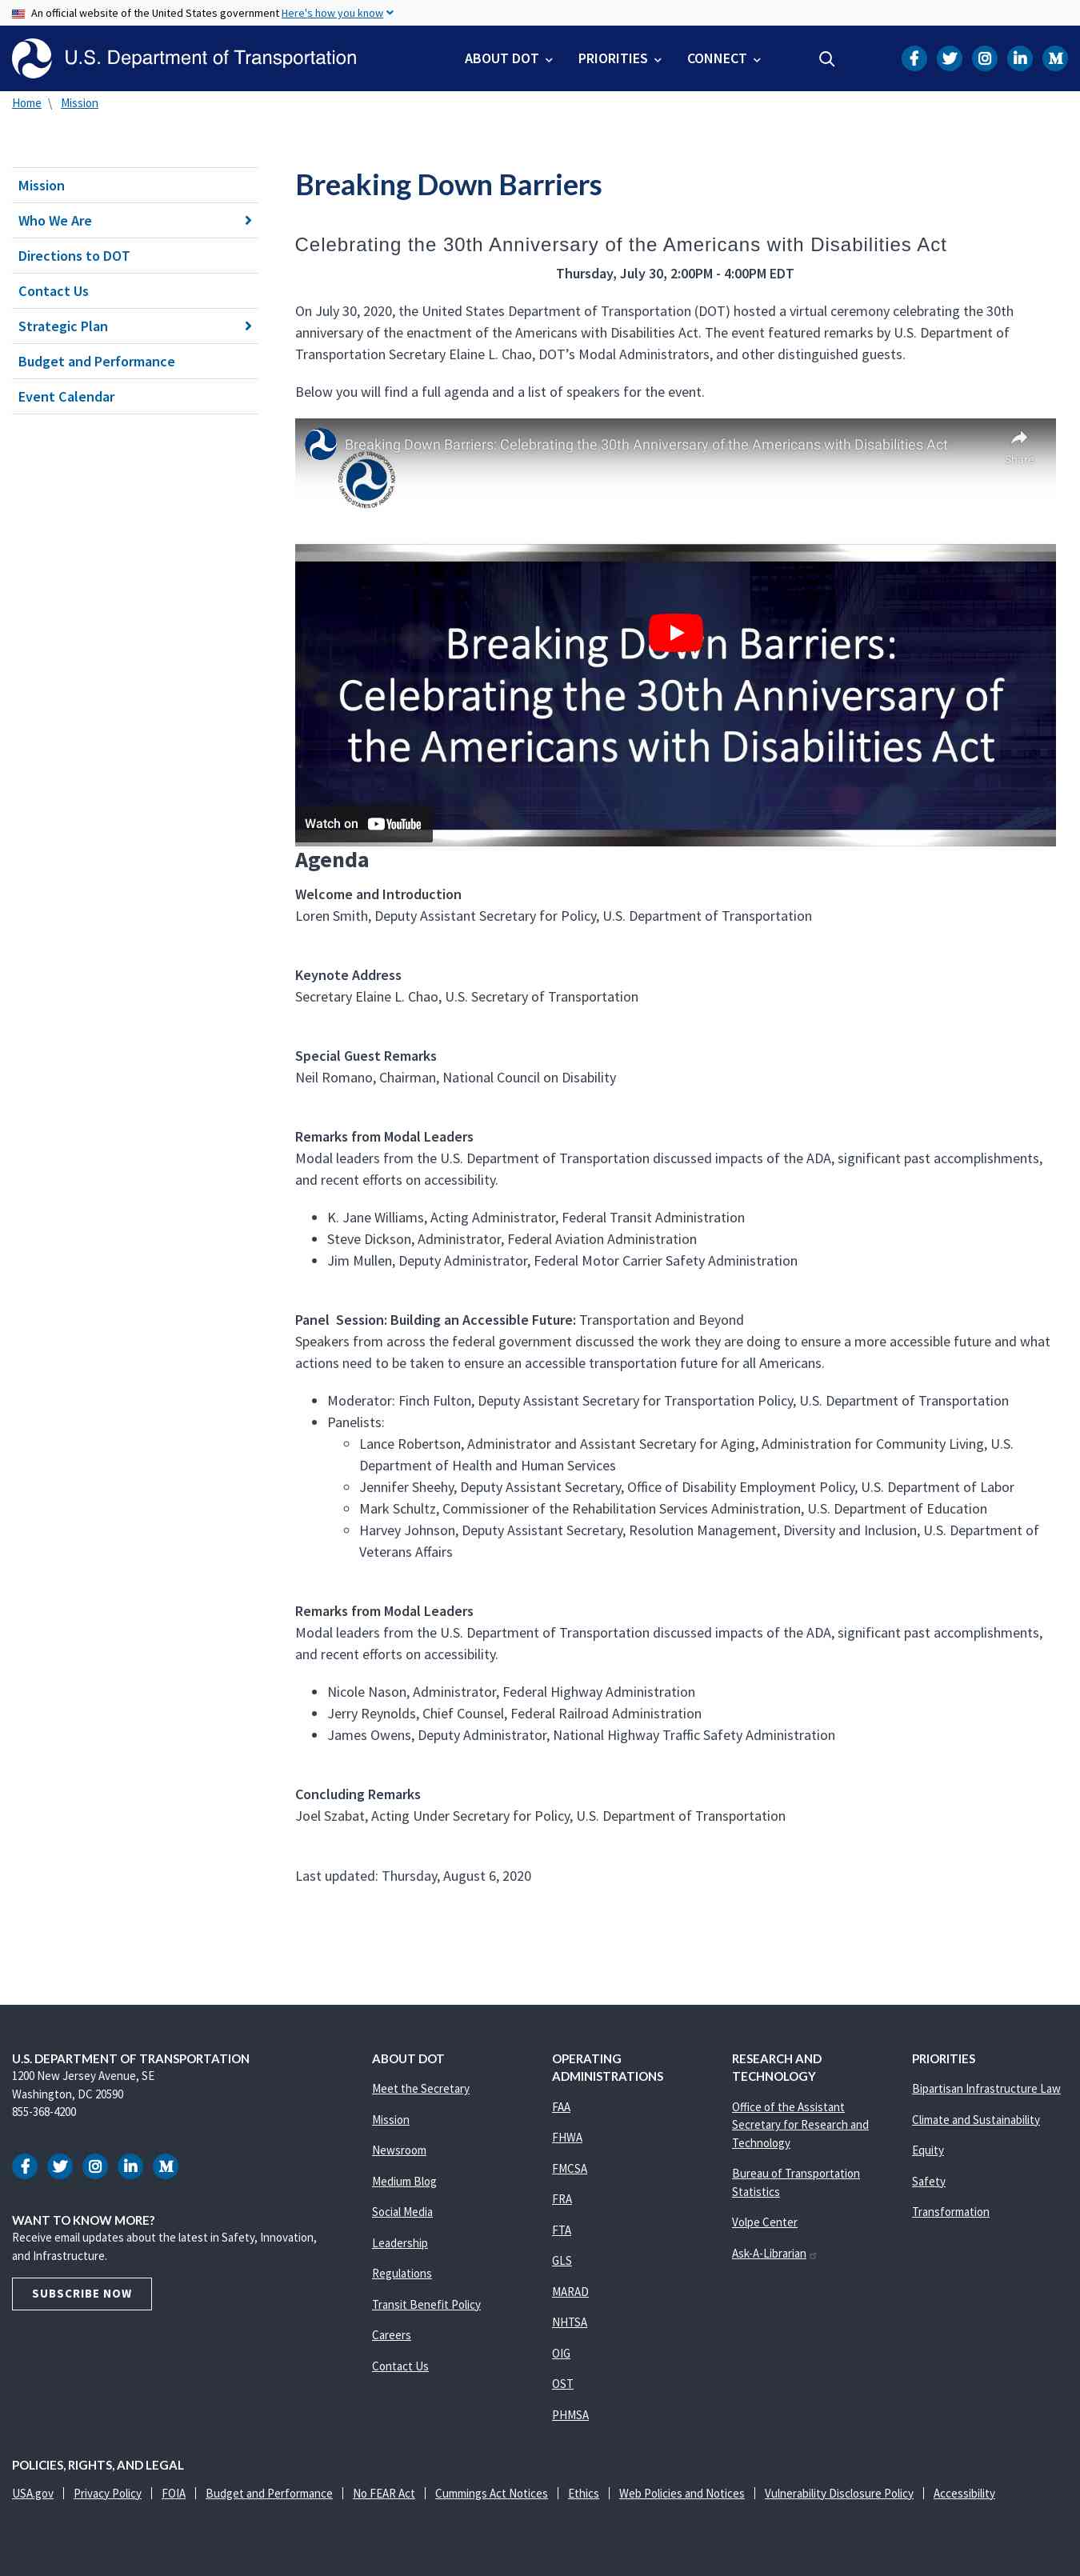 An official website of the United States government Here's how you know
U.S. Department of Transportation
ABOUT DOT
PRIORITIES
CONNECT
Home \ Mission
Mission
Who We Are
Directions to DOT
Contact Us
Strategic Plan
Budget and Performance
Event Calendar
Breaking Down Barriers
Celebrating the 30th Anniversary of the Americans with Disabilities Act
Thursday, July 30, 2:00PM - 4:00PM EDT
On July 30, 2020, the United States Department of Transportation (DOT) hosted a virtual ceremony celebrating the 30th
anniversary of the enactment of the Americans with Disabilities Act. The event featured remarks by U.S. Department of
Transportation Secretary Elaine L. Chao, DOT’s Modal Administrators, and other distinguished guests.
Below you will find a full agenda and a list of speakers for the event.
Breaking Down Barriers: Celebrating the 30th Anniversary of the Americans with Disabilities Act
Share
DEPARTMENT OF TRANSPORTATION
UNITED STATES OF AMERICA
Breaking Down Barriers:
Celebrating the 30th Anniversary of
the Americans with Disabilities Act
Watch on YouTube
Agenda
Welcome and Introduction
Loren Smith, Deputy Assistant Secretary for Policy, U.S. Department of Transportation
Keynote Address
Secretary Elaine L. Chao, U.S. Secretary of Transportation
Special Guest Remarks
Neil Romano, Chairman, National Council on Disability
Remarks from Modal Leaders
Modal leaders from the U.S. Department of Transportation discussed impacts of the ADA, significant past accomplishments,
and recent efforts on accessibility.
• K. Jane Williams, Acting Administrator, Federal Transit Administration
• Steve Dickson, Administrator, Federal Aviation Administration
• Jim Mullen, Deputy Administrator, Federal Motor Carrier Safety Administration
Panel  Session: Building an Accessible Future: Transportation and Beyond
Speakers from across the federal government discussed the work they are doing to ensure a more accessible future and what
actions need to be taken to ensure an accessible transportation future for all Americans.
• Moderator: Finch Fulton, Deputy Assistant Secretary for Transportation Policy, U.S. Department of Transportation
• Panelists:
◦ Lance Robertson, Administrator and Assistant Secretary for Aging, Administration for Community Living, U.S.
Department of Health and Human Services
◦ Jennifer Sheehy, Deputy Assistant Secretary, Office of Disability Employment Policy, U.S. Department of Labor
◦ Mark Schultz, Commissioner of the Rehabilitation Services Administration, U.S. Department of Education
◦ Harvey Johnson, Deputy Assistant Secretary, Resolution Management, Diversity and Inclusion, U.S. Department of
Veterans Affairs
Remarks from Modal Leaders
Modal leaders from the U.S. Department of Transportation discussed impacts of the ADA, significant past accomplishments,
and recent efforts on accessibility.
• Nicole Nason, Administrator, Federal Highway Administration
• Jerry Reynolds, Chief Counsel, Federal Railroad Administration
• James Owens, Deputy Administrator, National Highway Traffic Safety Administration
Concluding Remarks
Joel Szabat, Acting Under Secretary for Policy, U.S. Department of Transportation
Last updated: Thursday, August 6, 2020
U.S. DEPARTMENT OF TRANSPORTATION
1200 New Jersey Avenue, SE
Washington, DC 20590
855-368-4200
WANT TO KNOW MORE?
Receive email updates about the latest in Safety, Innovation,
and Infrastructure.
SUBSCRIBE NOW
ABOUT DOT
Meet the Secretary
Mission
Newsroom
Medium Blog
Social Media
Leadership
Regulations
Transit Benefit Policy
Careers
Contact Us
OPERATING
ADMINISTRATIONS
FAA
FHWA
FMCSA
FRA
FTA
GLS
MARAD
NHTSA
OIG
OST
PHMSA
RESEARCH AND
TECHNOLOGY
Office of the Assistant
Secretary for Research and
Technology
Bureau of Transportation
Statistics
Volpe Center
Ask-A-Librarian
PRIORITIES
Bipartisan Infrastructure Law
Climate and Sustainability
Equity
Safety
Transformation
POLICIES, RIGHTS, AND LEGAL
USA.gov | Privacy Policy | FOIA | Budget and Performance | No FEAR Act | Cummings Act Notices | Ethics | Web Policies and Notices | Vulnerability Disclosure Policy | Accessibility